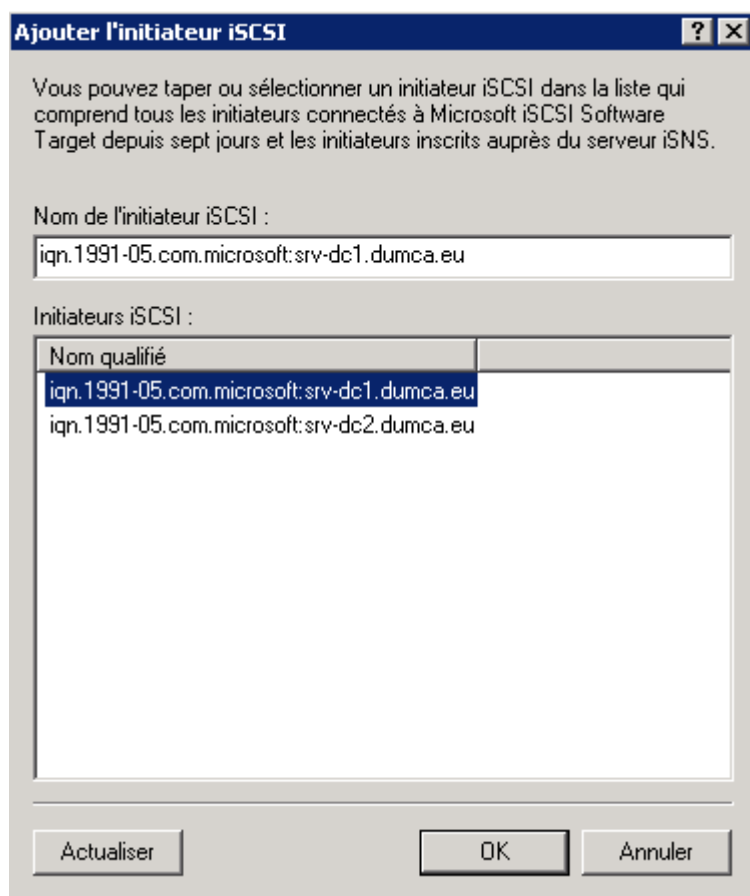 Ajouter l'initiateur iSCSI
Vous pouvez taper ou sélectionner un initiateur iSCSI dans la liste qui
comprend tous les initiateurs connectés à Microsoft iSCSI Software
Target depuis sept jours et les initiateurs inscrits auprès du serveur iSNS.
Nom de l'initiateur iSCSI :
iqn.1991-05.com.microsoft:srv-dc1.dumca.eu
Initiateurs iSCSI :
Nom qualifié
iqn.1991-05.com.microsoft:srv-dc1.dumca.eu
iqn.1991-05.com.microsoft:srv-dc2.dumca.eu
Actualiser OK Annuler